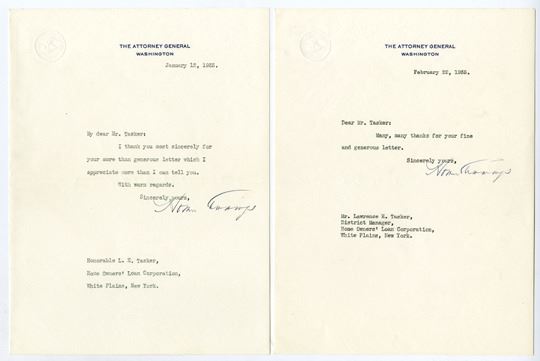 THE ATTORNEY GENERAL
WASHINGTON
January 12, 1935.
My dear Mr. Tasker:
I thank you most sincerely for
your more than generous letter which I
appreciate more than I can tell you.
With warm regards.
Sincerely yours,
Honorable L. E. Tasker,
Home Owners' Loan Corporation,
White Plains, New York.
THE ATTORNEY GENERAL
WASHINGTON
February 22, 1935.
Dear Mr. Tasker:
Many, many thanks for your fine
and generous letter.
Sincerely yours,
Mr. Lawrence E. Tasker,
District Manager,
Home Owners' Loan Corporation,
White Plains, New York.